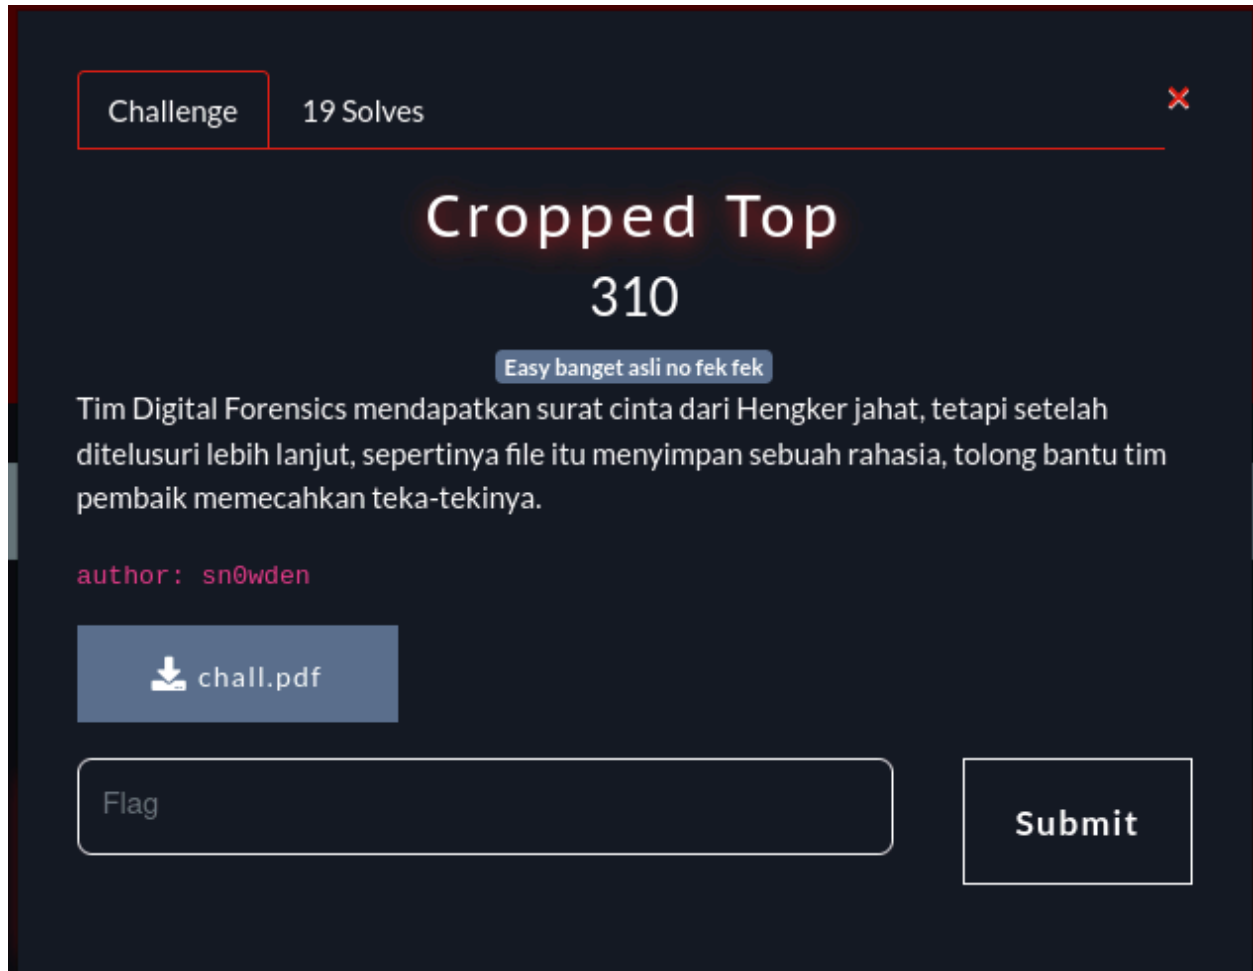 Challenge
19 Solves
×
Cropped Top
310
Easy banget asli no fek fek
Tim Digital Forensics mendapatkan surat cinta dari Hengker jahat, tetapi setelah
ditelusuri lebih lanjut, sepertinya file itu menyimpan sebuah rahasia, tolong bantu tim
pembaik memecahkan teka-tekinya.
author: sn0wden
chall.pdf
Flag
Submit